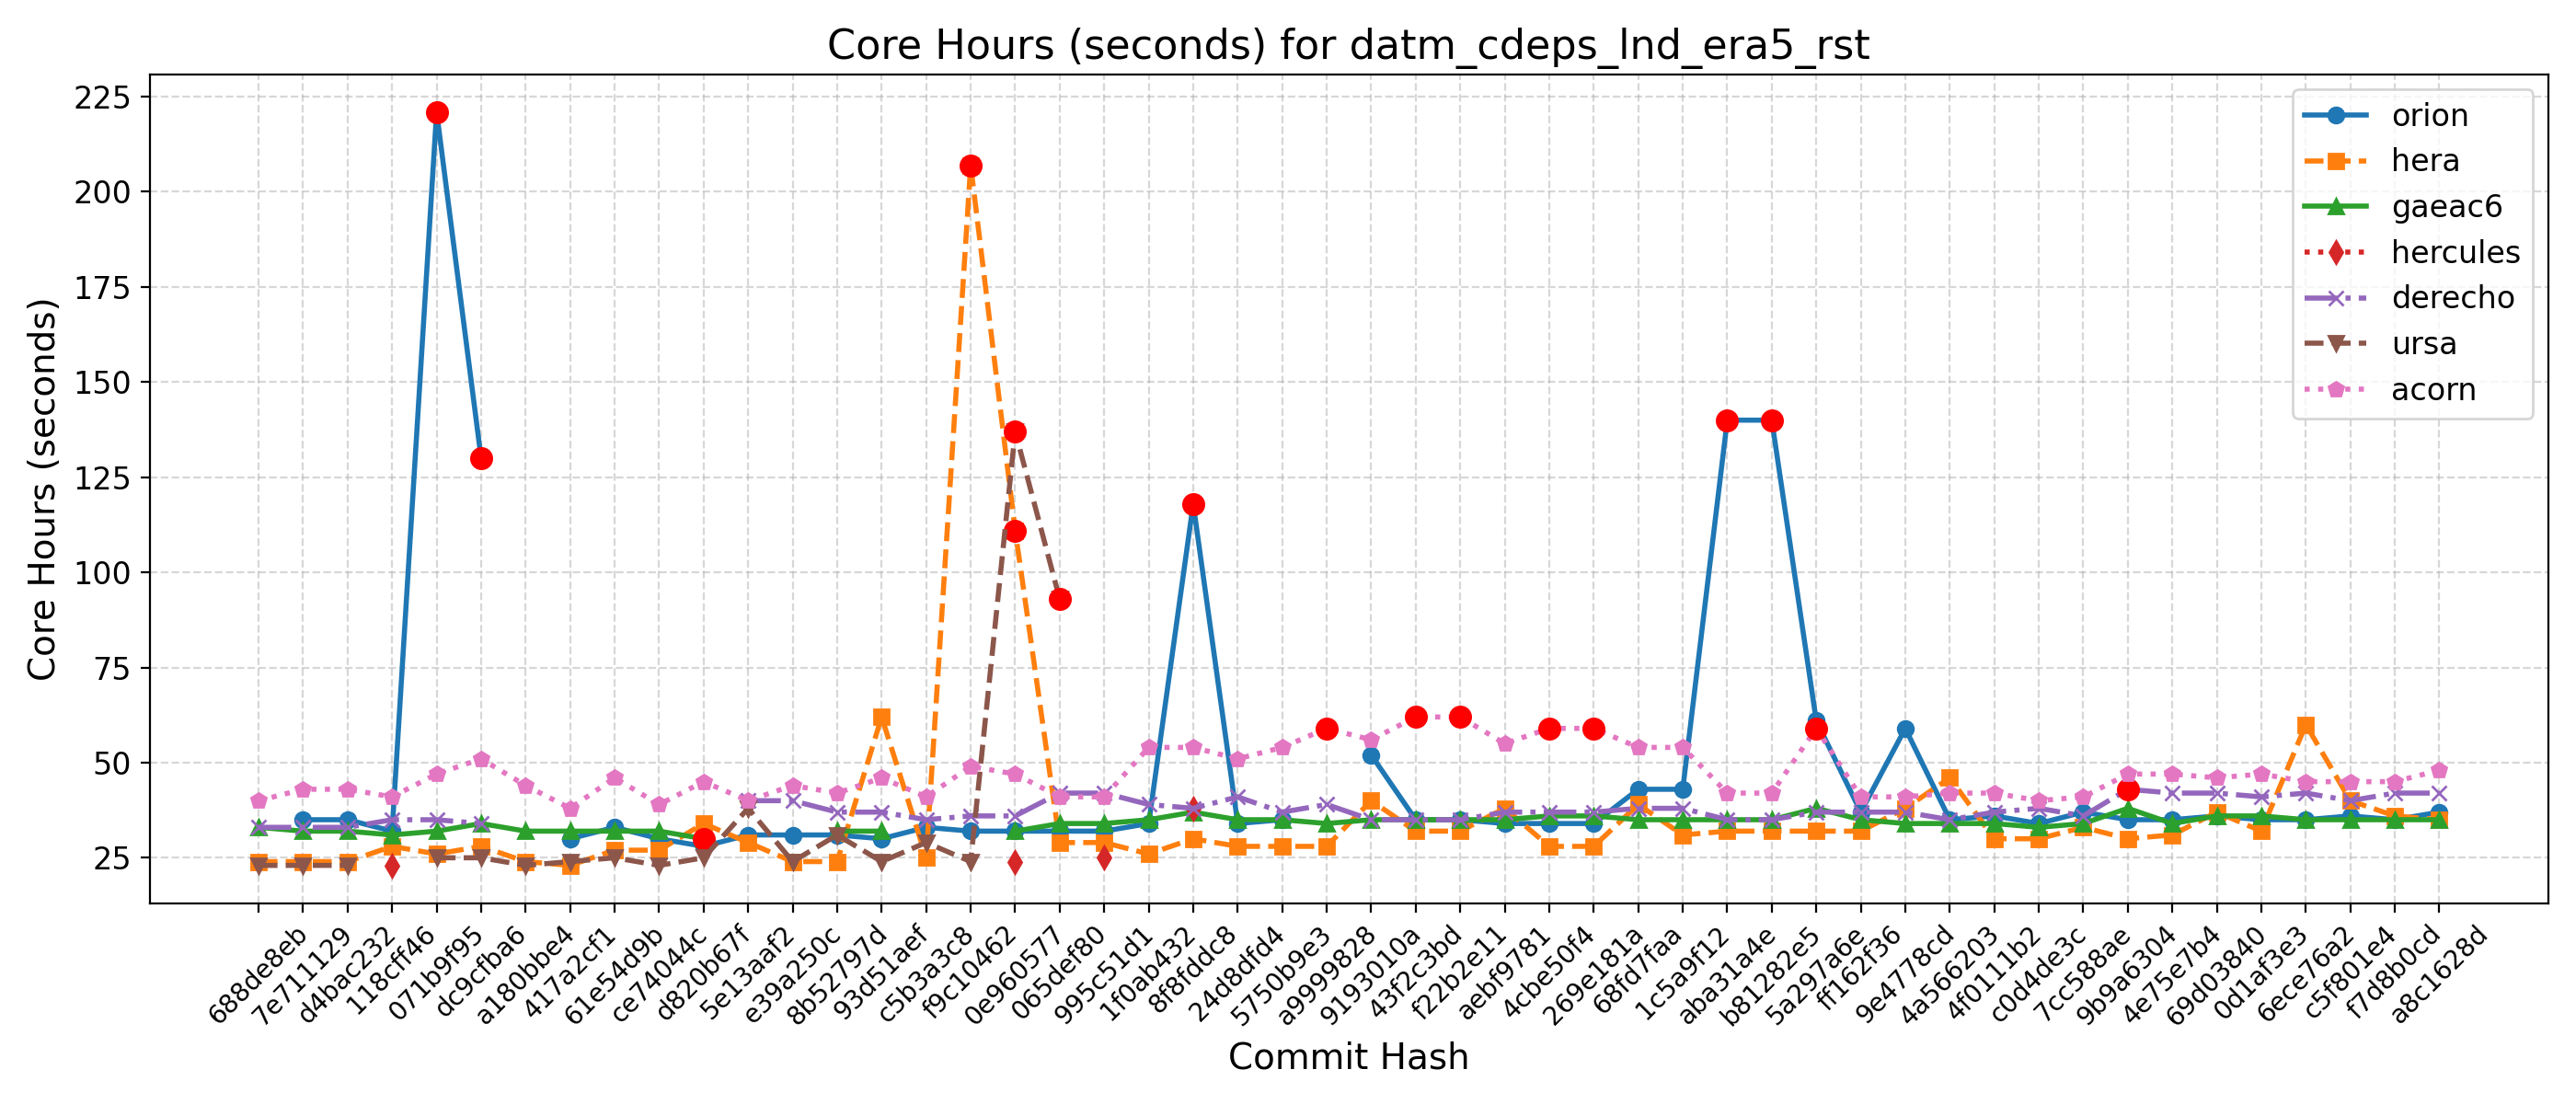 Core Hours (seconds) for datm_cdeps_lnd_era5_rst
Core Hours (seconds)
225
200
175
150
125
100
75
50
25
orion
hera
gaeac6
hercules
derecho
ursa
acorn
688de8eb
7e711129
d4bac232
118cff46
071b9f95
dc9cfba6
a180bbe4
417a2cf1
61e54d9b
ce74044c
d820b67f
5e13aaf2
e39a250c
8b52797d
93d51aef
c5b3a3c8
f9c10462
0e960577
065def80
995c51d1
1f0ab432
8f8fddc8
24d8dfd4
5750b9e3
a9999828
9193010a
43f2c3bd
f22b2e11
aebf9781
4cbe50f4
269e181a
68fd7faa
1c5a9f12
aba31a4e
b81282e5
5a297a6e
ff162f36
9e4778cd
4a566203
4f0111b2
c0d4de3c
7cc588ae
9b9a6304
4e75e7b4
69d03840
0d1af3e3
6ece76a2
c5f801e4
f7d8b0cd
a8c1628d
Commit Hash